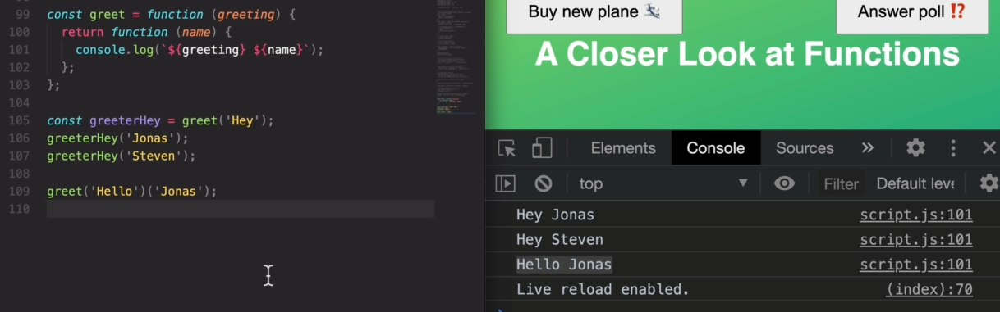 99 const greet = function (greeting) {
100 return function (name) {
101 console.log(`${greeting} ${name}`);
102 };
103 };
104
105 const greeterHey = greet('Hey');
106 greeterHey('Jonas');
107 greeterHey('Steven');
108
109 greet('Hello')('Jonas');
110
Buy new plane 🛩
Answer poll ⁉️
A Closer Look at Functions
Elements Console Sources »
top Filter Default leve
Hey Jonas script.js:101
Hey Steven script.js:101
Hello Jonas script.js:101
Live reload enabled. (index):70